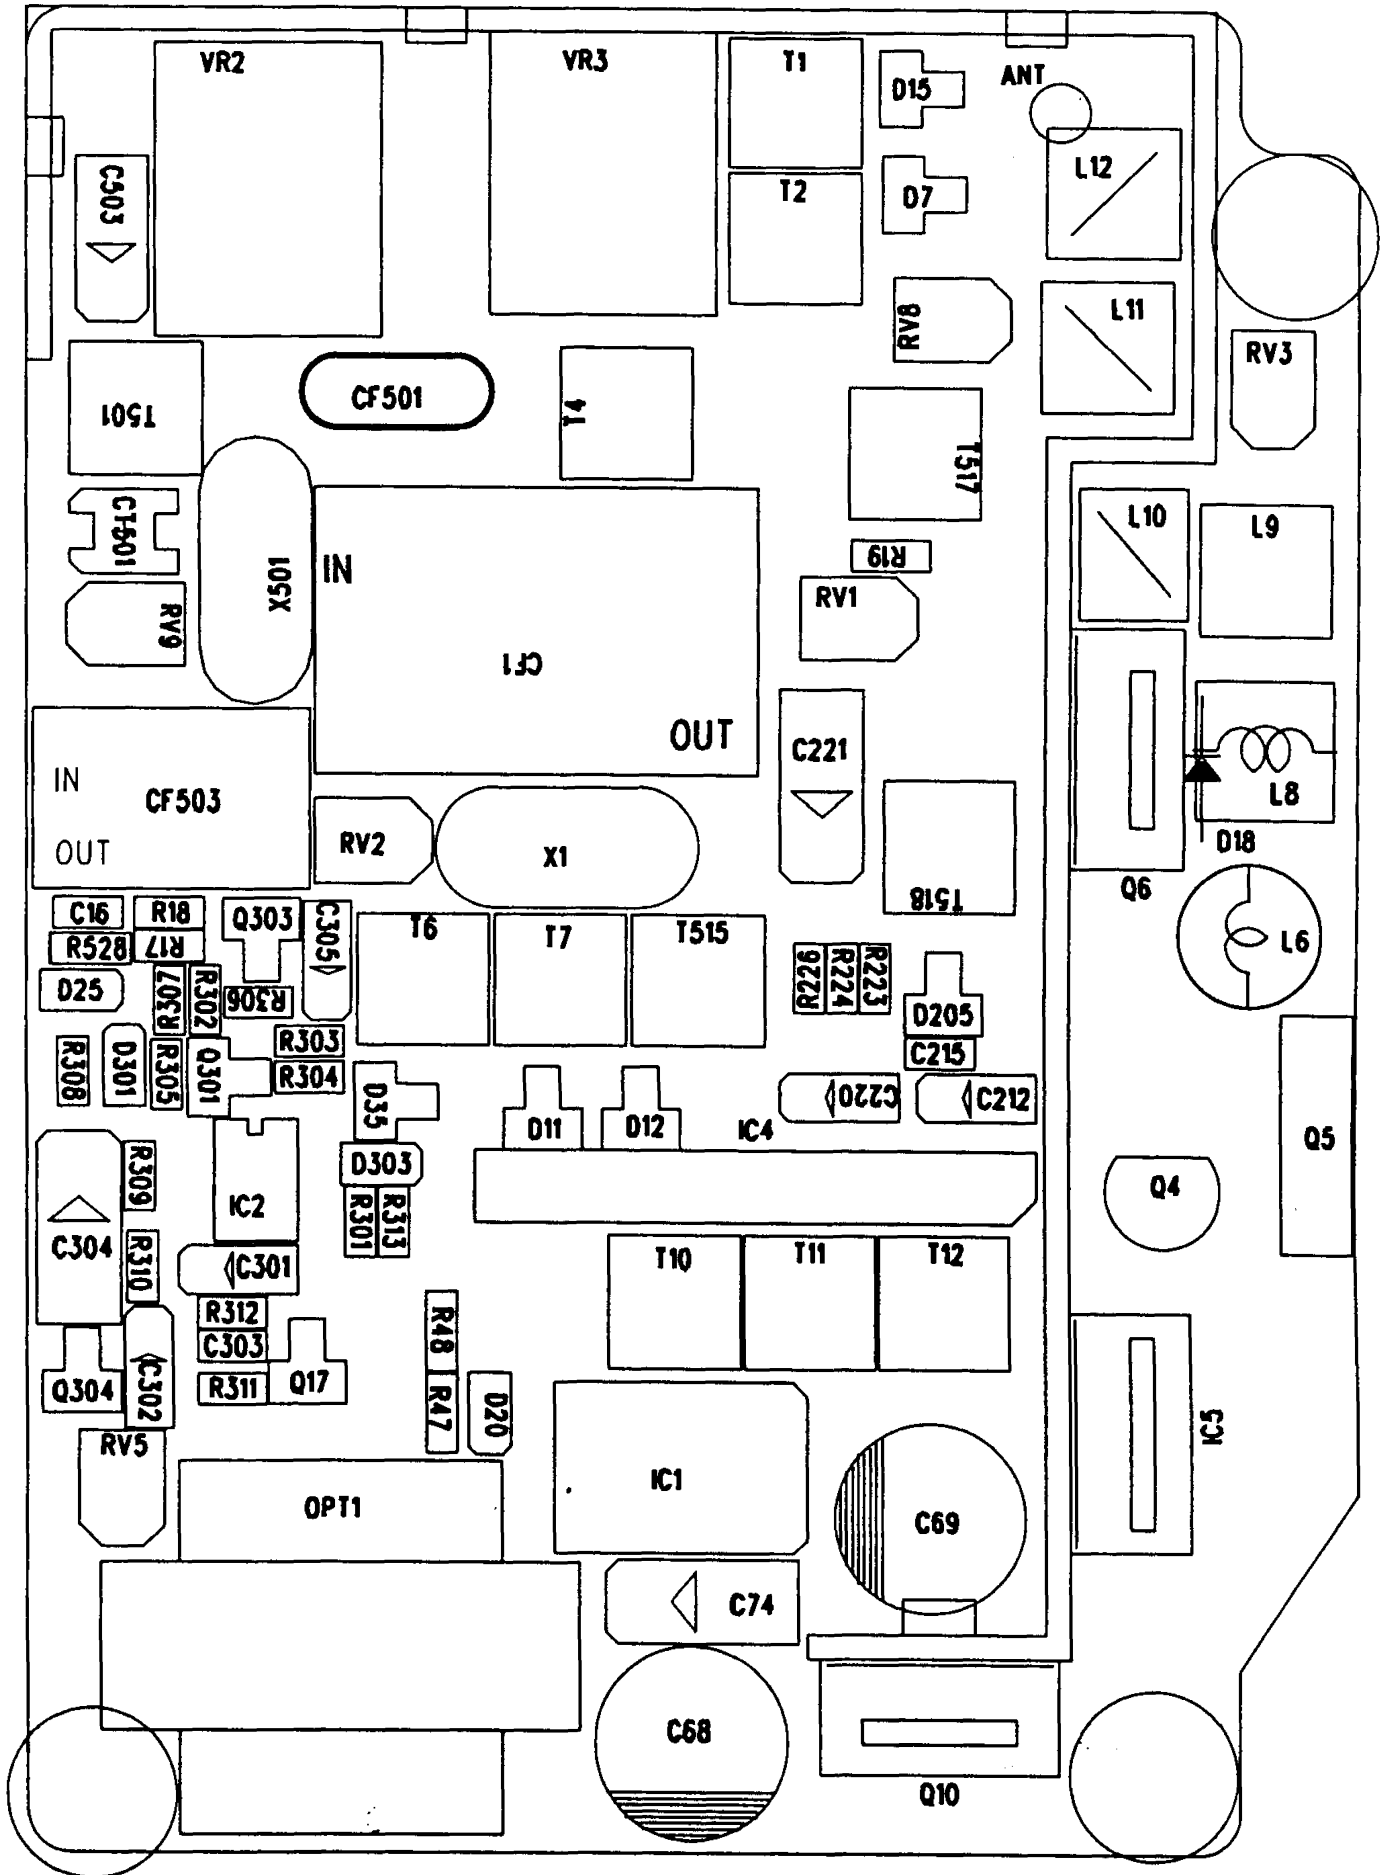 VR2
VR3
T1
D15
ANT
L12
C503
T2
D7
L11
RV8
RV3
CF501
T501
T4
T517
CT501
L10
L9
X501
IN
R19
RV1
RV9
CF1
OUT
C221
IN
CF503
OUT
L8
D18
RV2
X1
T518
Q6
C16
R18
Q303
C305
T6
T7
T515
L6
R528
R17
D25
R307
R302
R306
R226
R224
R223
D205
R303
C215
R308
D301
R305
Q301
R304
D35
C220
C212
D11
D12
IC4
Q5
R309
D303
Q4
IC2
R301
R313
C304
R310
C301
T10
T11
T12
R312
C303
R48
Q304
C302
R311
Q17
R47
D20
IC5
RV5
OPT1
IC1
C69
C74
C68
Q10